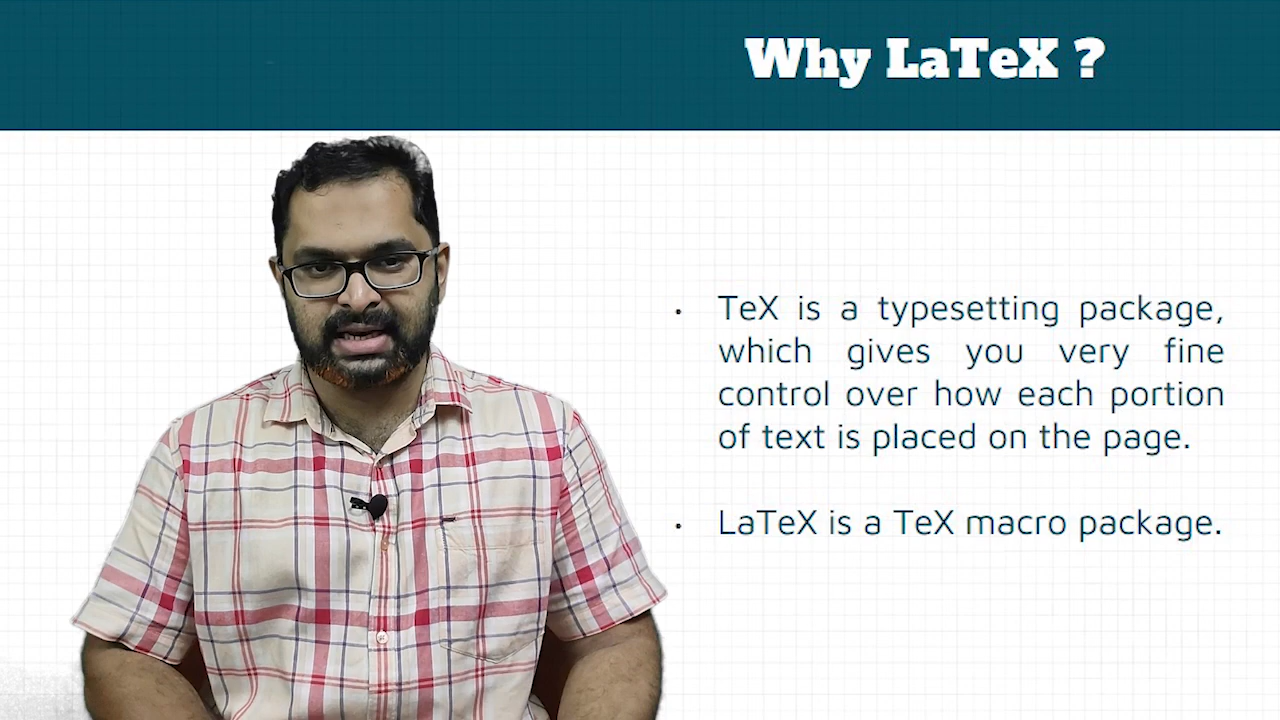 Why LaTeX ?
• TeX is a typesetting package,
which gives you very fine
control over how each portion
of text is placed on the page.
• LaTeX is a TeX macro package.